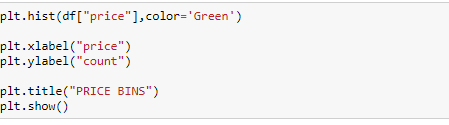 plt.hist(df["price"],color='Green')
plt.xlabel("price")
plt.ylabel("count")
plt.title("PRICE BINS")
plt.show()